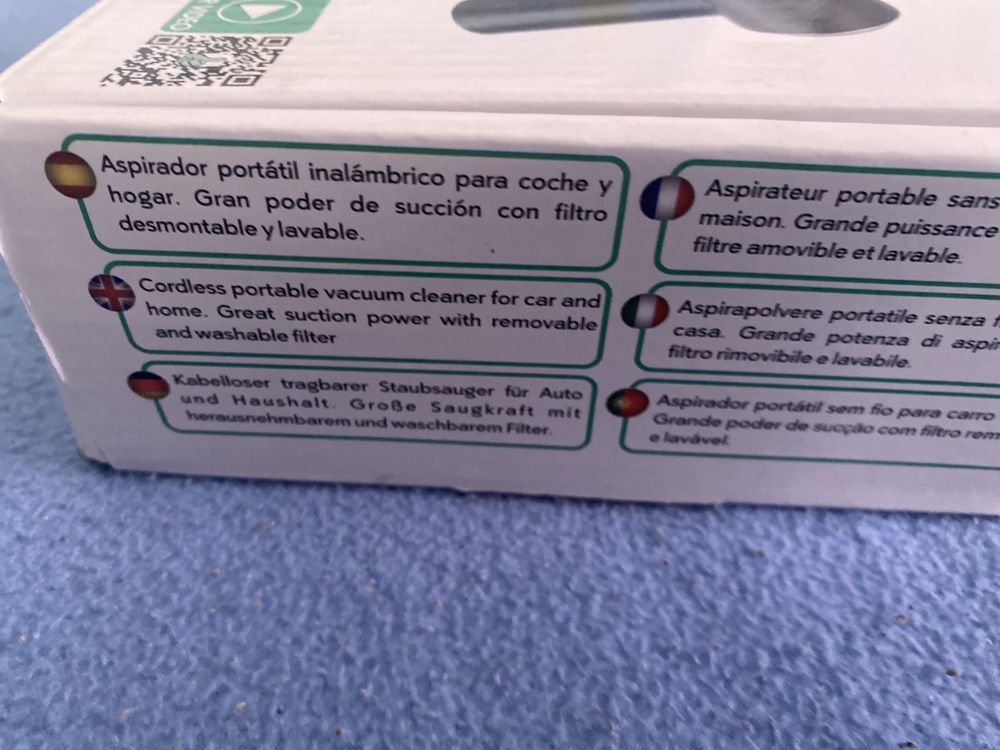 Aspirador portátil inalámbrico para coche y
hogar. Gran poder de succión con filtro
desmontable y lavable.
Cordless portable vacuum cleaner for car and
home. Great suction power with removable
and washable filter
Kabelloser tragbarer Staubsauger für Auto
und Haushalt. Große Saugkraft mit
herausnehmbarem und waschbarem Filter.
Aspirateur portable sans
maison. Grande puissance
filtre amovible et lavable.
Aspirapolvere portatile senza
casa. Grande potenza di aspir
filtro rimovibile e lavabile.
Aspirador portátil sem fio para carro
Grande poder de sucção com filtro rem
e lavável.